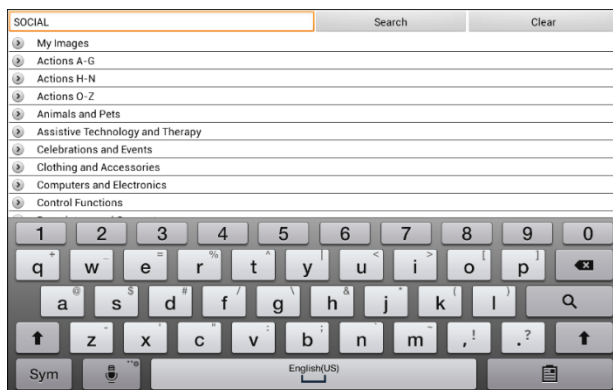 SOCIAL Search Clear
My Images
Actions A-G
Actions H-N
Actions O-Z
Animals and Pets
Assistive Technology and Therapy
Celebrations and Events
Clothing and Accessories
Computers and Electronics
Control Functions
1 2 3 4 5 6 7 8 9 0
q + w _ e = r % t ^ y | u < i > o [ p ]
a @ s $ d # f / g \ h & j * k ( l )
z - x ' c " v : b ; n m ~ , ! . ?
Sym English(US)